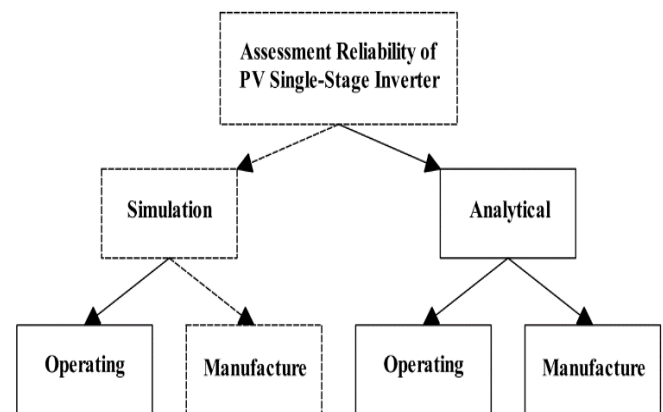 Assessment Reliability of
PV Single-Stage Inverter
Simulation
Analytical
Operating
Manufacture
Operating
Manufacture